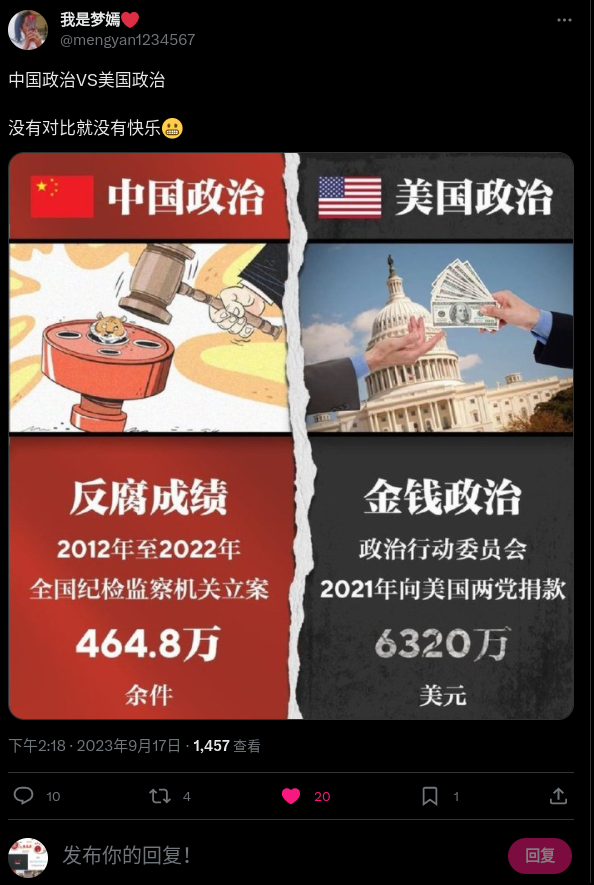 我是梦嫣❤️
@mengyan1234567
中国政治VS美国政治
没有对比就没有快乐😬
中国政治
美国政治
反腐成绩
2012年至2022年
全国纪检监察机关立案
464.8万
余件
金钱政治
政治行动委员会
2021年向美国两党捐款
6320万
美元
下午2:18 · 2023年9月17日 · 1,457 查看
10
4
20
1
发布你的回复！
回复